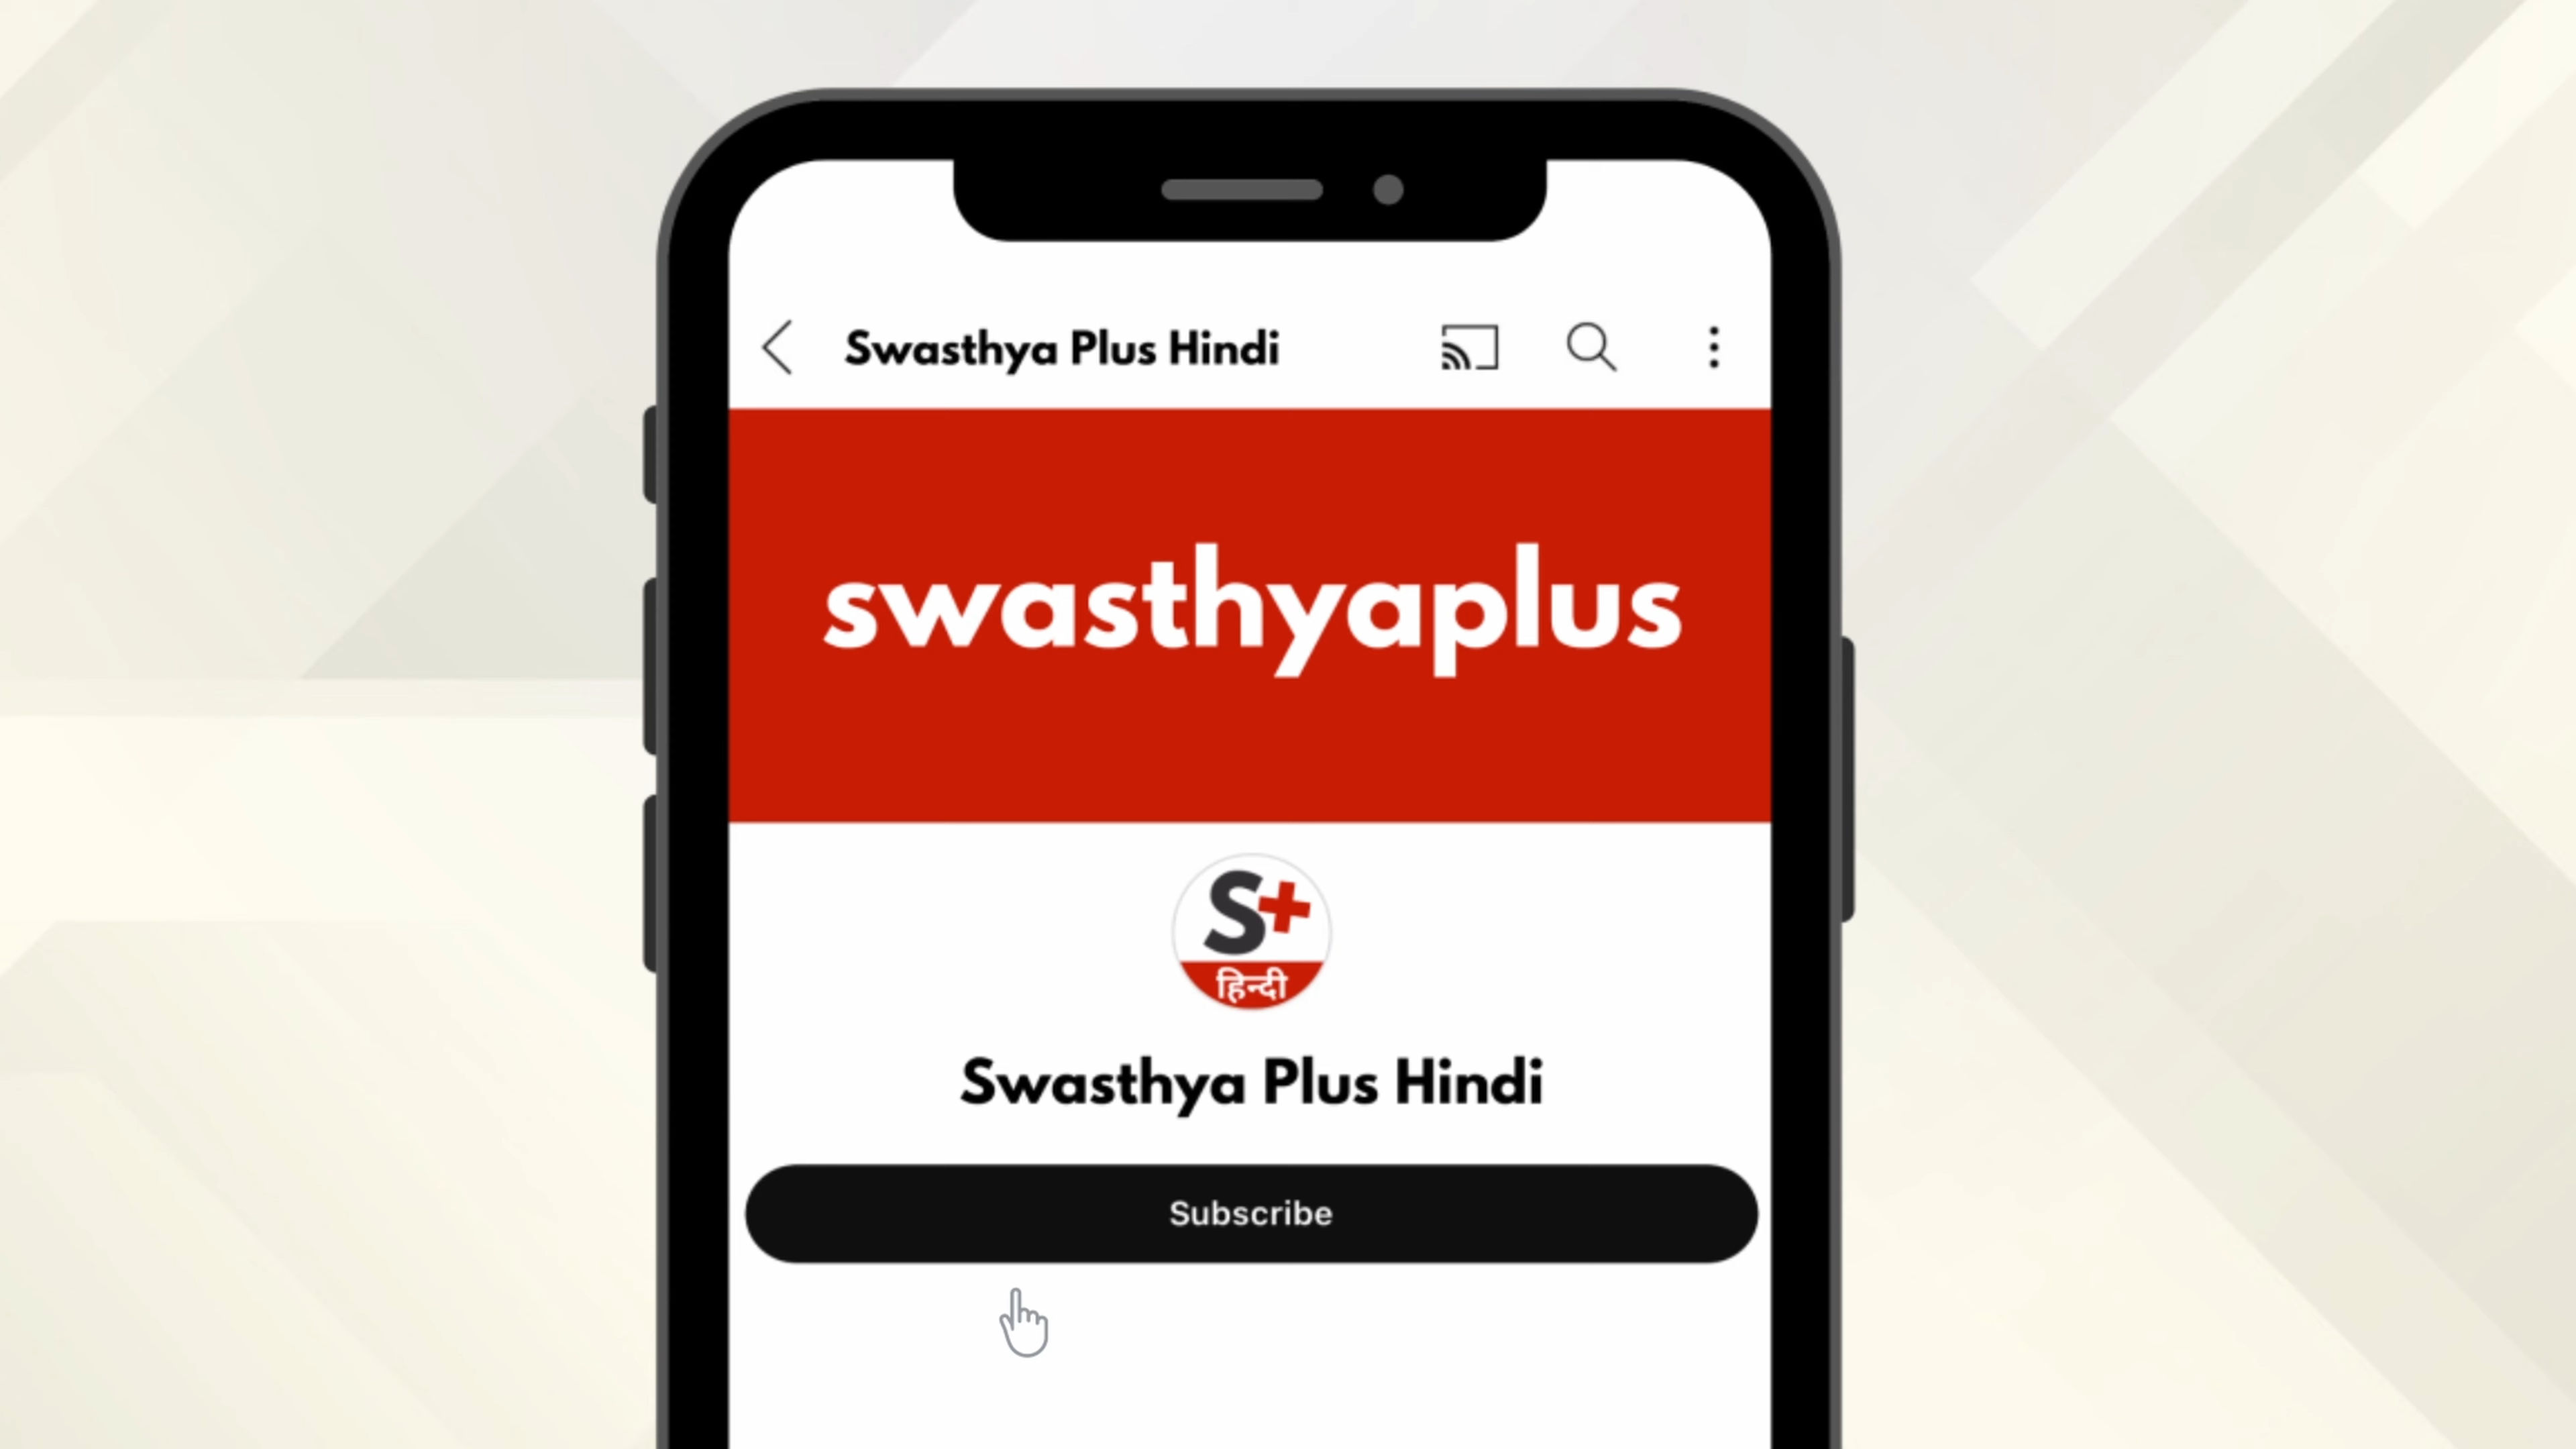 Swasthya Plus Hindi
swasthyaplus
S+
हिन्दी
Swasthya Plus Hindi
Subscribe